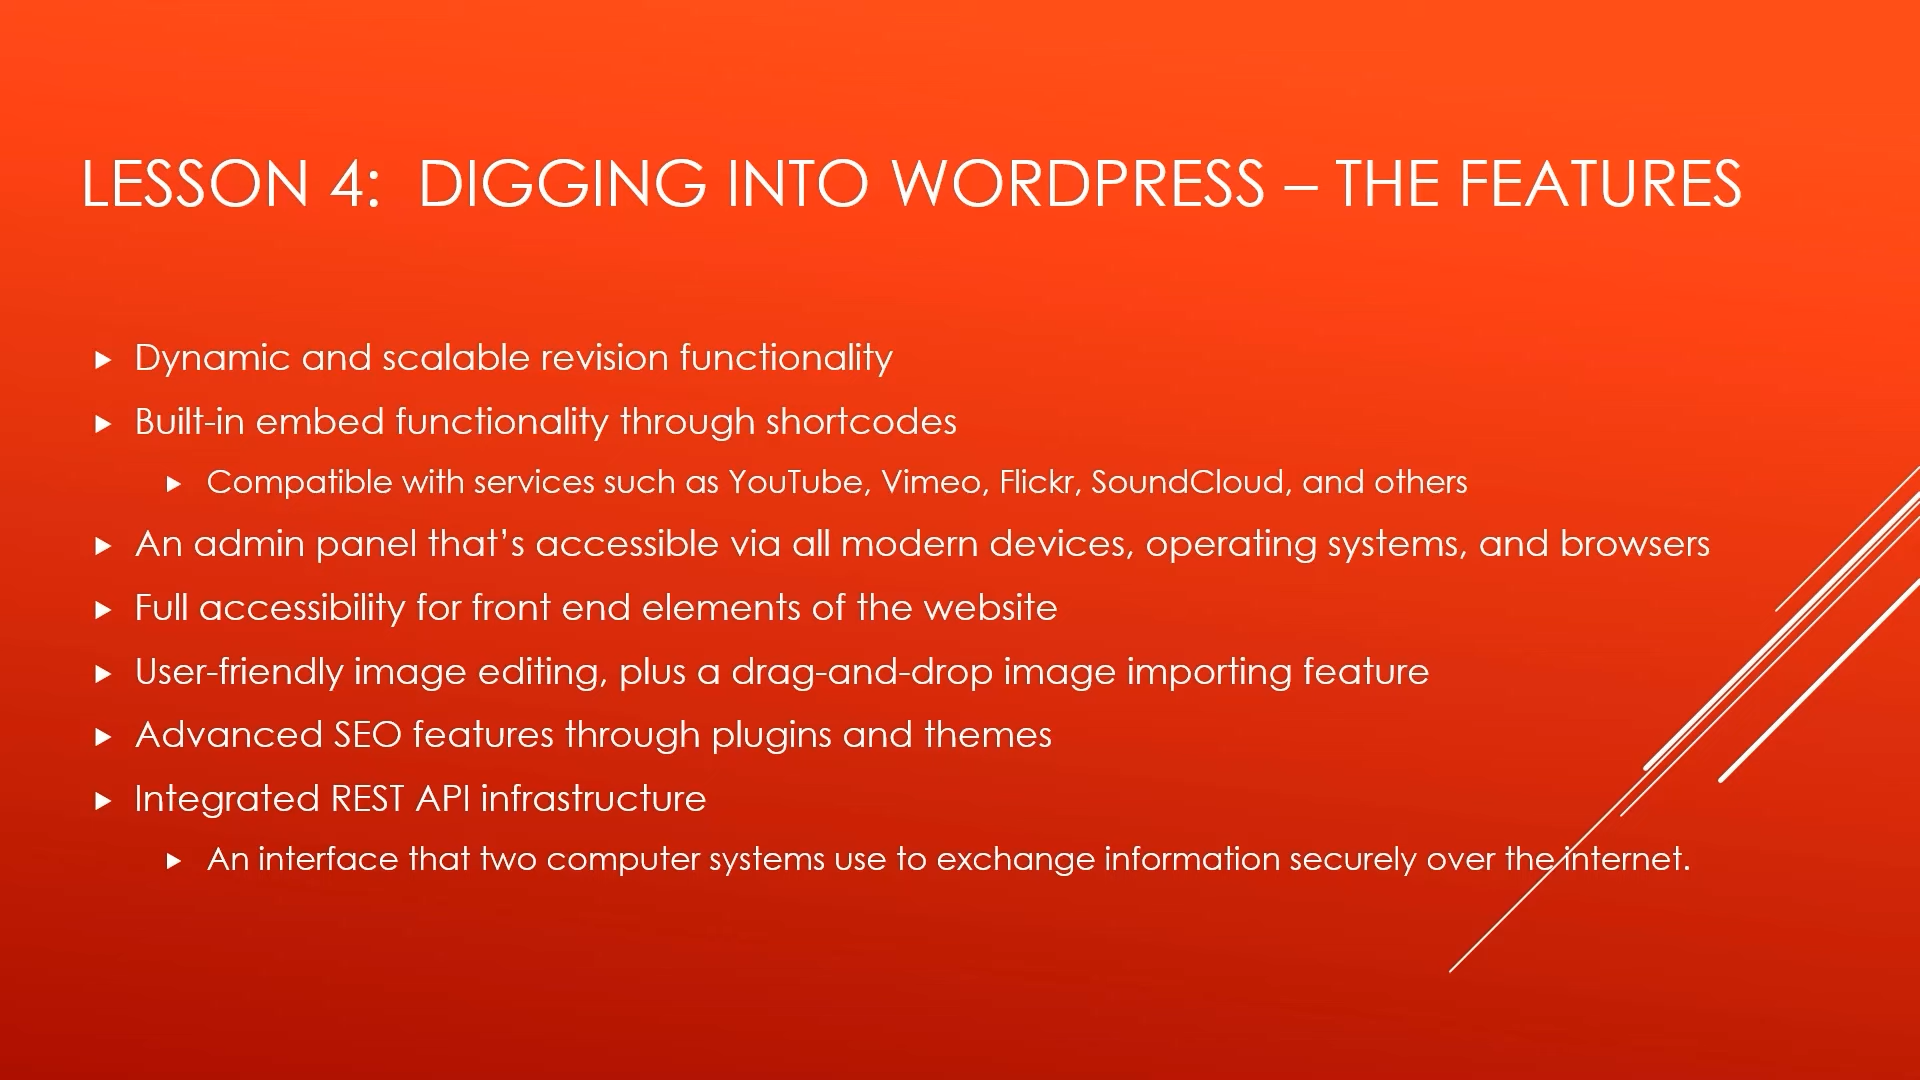 LESSON 4:  DIGGING INTO WORDPRESS – THE FEATURES
Dynamic and scalable revision functionality
Built-in embed functionality through shortcodes
Compatible with services such as YouTube, Vimeo, Flickr, SoundCloud, and others
An admin panel that’s accessible via all modern devices, operating systems, and browsers
Full accessibility for front end elements of the website
User-friendly image editing, plus a drag-and-drop image importing feature
Advanced SEO features through plugins and themes
Integrated REST API infrastructure
An interface that two computer systems use to exchange information securely over the internet.